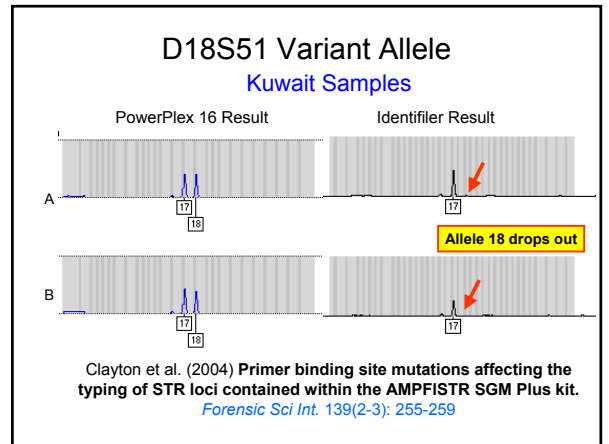 D18S51 Variant Allele
Kuwait Samples
PowerPlex 16 Result
Identifiler Result
A
17
18
17
Allele 18 drops out
B
17
18
17
Clayton et al. (2004) Primer binding site mutations affecting the
typing of STR loci contained within the AMPFISTR SGM Plus kit.
Forensic Sci Int. 139(2-3): 255-259